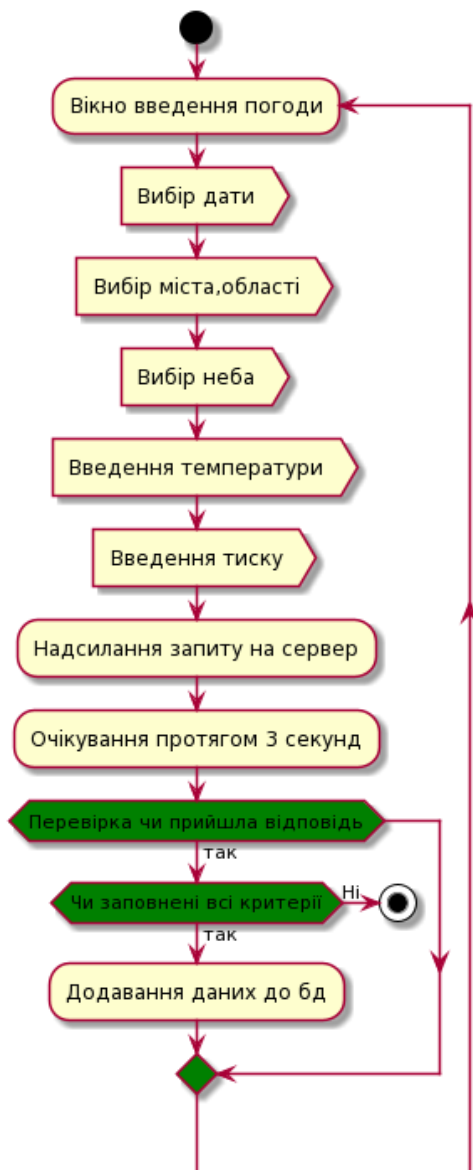 Вікно введення погоди
Вибір дати
Вибір міста,області
Вибір неба
Введення температури
Введення тиску
Надсилання запиту на сервер
Очікування протягом 3 секунд
Перевірка чи прийшла відповідь
так
Чи заповнені всі критерії
Ні
так
Додавання даних до бд